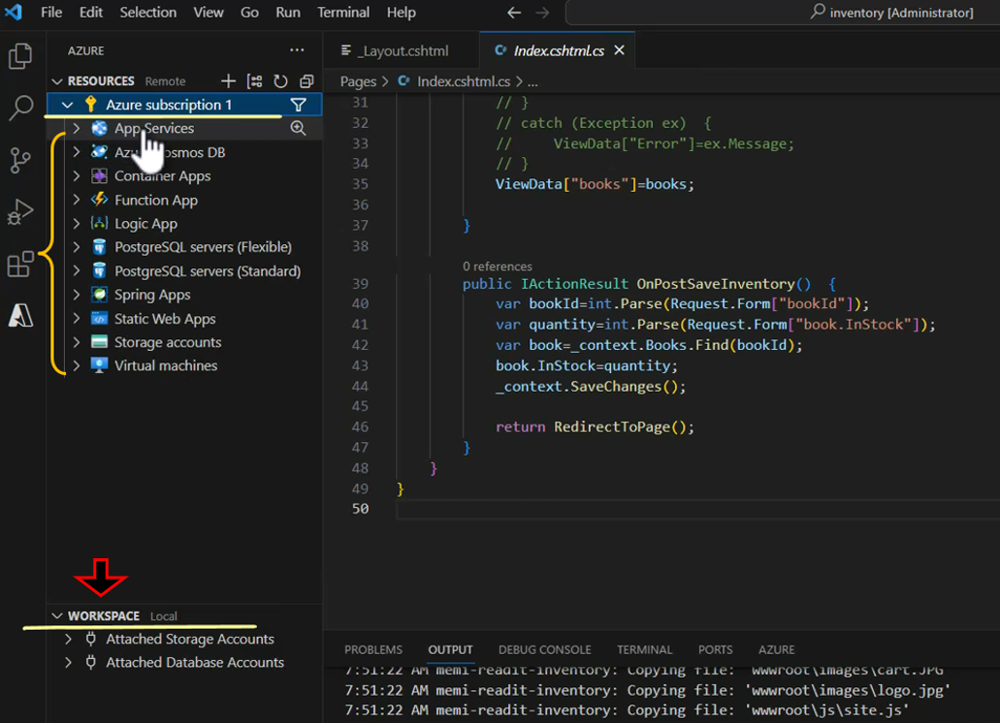 File Edit Selection View Go Run Terminal Help inventory [Administrator]
AZURE
RESOURCES Remote
Azure subscription 1
App Services
Cosmos DB
Container Apps
Function App
Logic App
PostgreSQL servers (Flexible)
PostgreSQL servers (Standard)
Spring Apps
Static Web Apps
Storage accounts
Virtual machines
WORKSPACE Local
Attached Storage Accounts
Attached Database Accounts
_Layout.cshtml Index.cshtml.cs
Pages > Index.cshtml.cs > ...
31 // }
32 // catch (Exception ex) {
33 // ViewData["Error"]=ex.Message;
34 // }
35 ViewData["books"]=books;
36
37 }
38
0 references
39 public IActionResult OnPostSaveInventory() {
40 var bookId=int.Parse(Request.Form["bookId"]);
41 var quantity=int.Parse(Request.Form["book.InStock"]);
42 var book=_context.Books.Find(bookId);
43 book.InStock=quantity;
44 _context.SaveChanges();
45
46 return RedirectToPage();
47 }
48 }
49 }
50
PROBLEMS OUTPUT DEBUG CONSOLE TERMINAL PORTS AZURE
7:51:22 AM memi-readit-inventory: Copying file: 'wwwroot\images\cart.JPG'
7:51:22 AM memi-readit-inventory: Copying file: 'wwwroot\images\logo.jpg'
7:51:22 AM memi-readit-inventory: Copying file: 'wwwroot\js\site.js'